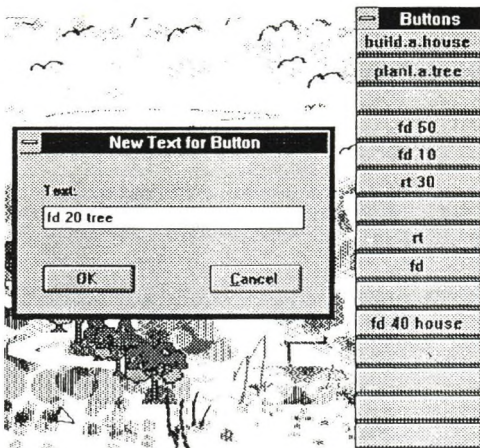 Buttons
build.a.house
plant.a.tree
fd 50
fd 10
rt 30
rt
fd
fd 40 house
New Text for Button
Text:
fd 20 tree
OK
Cancel